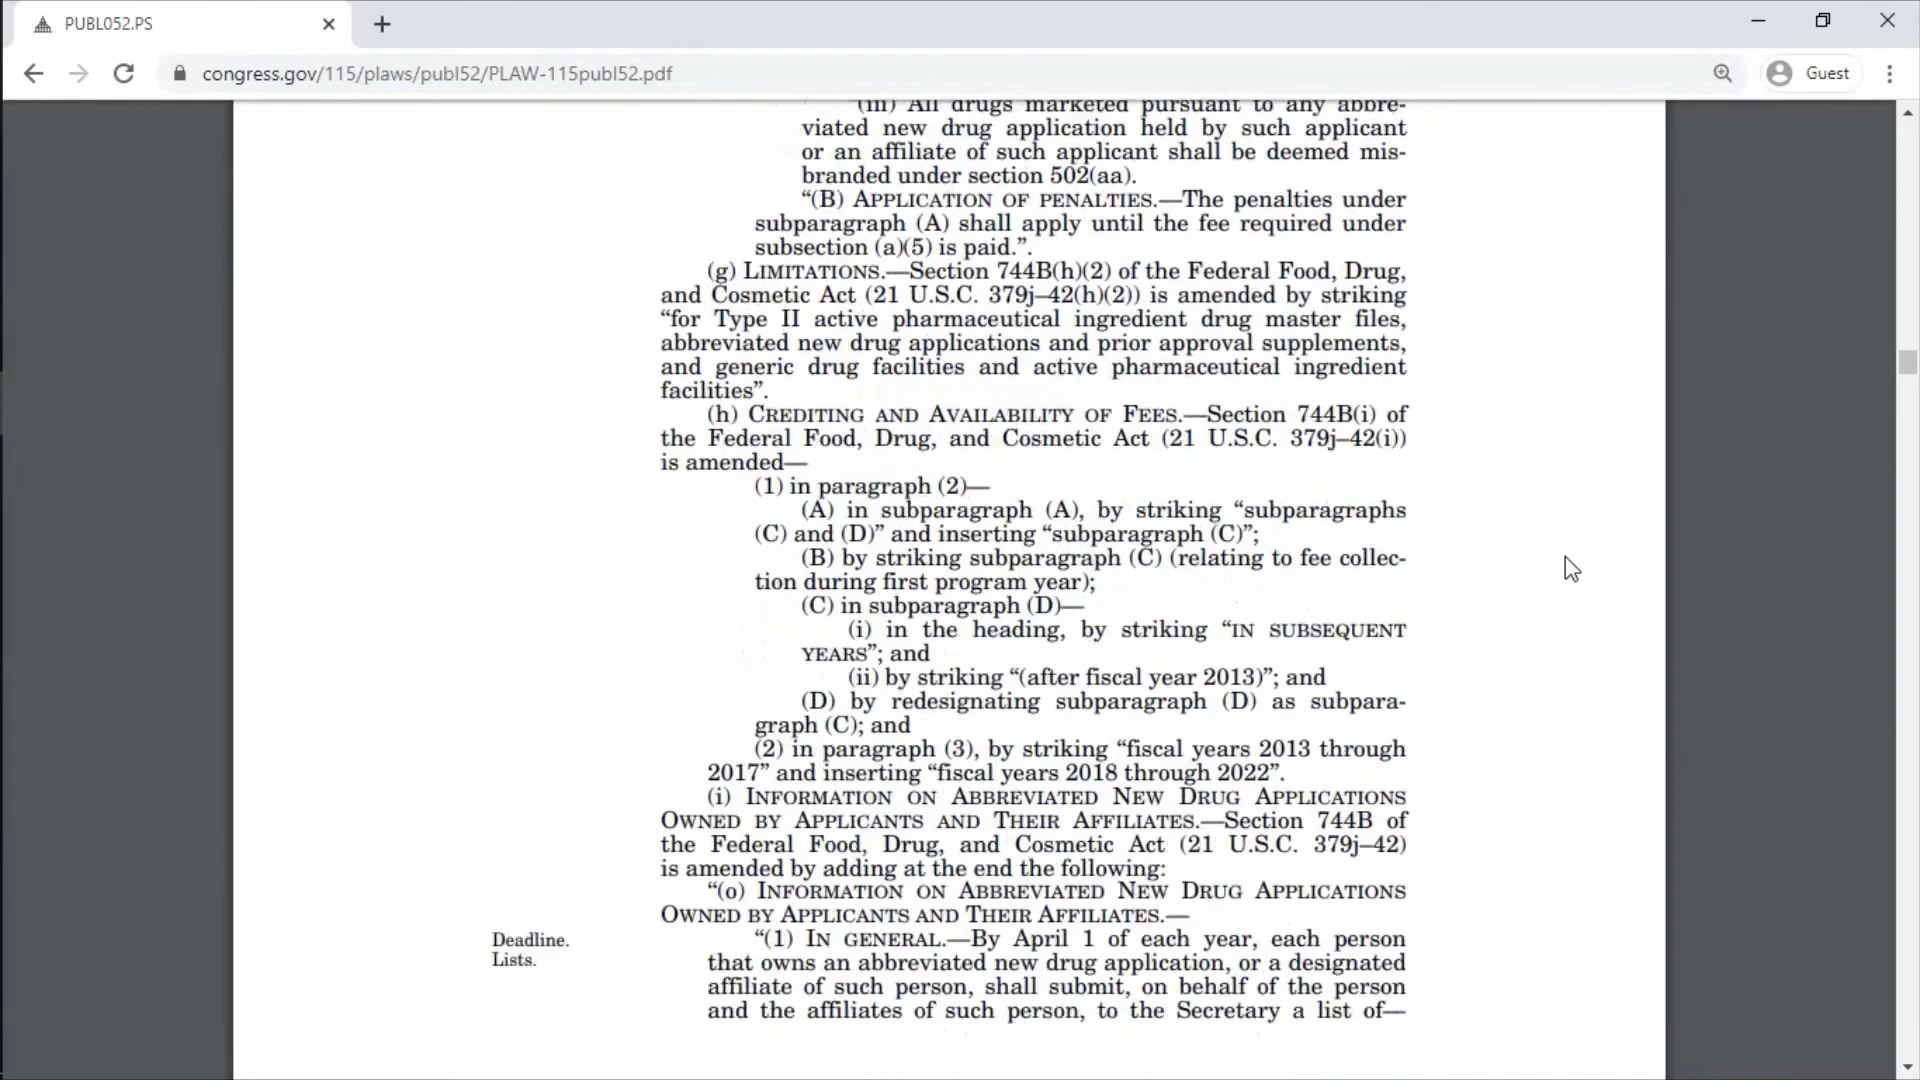 PUBL052.PS
congress.gov/115/plaws/publ52/PLAW-115publ52.pdf
Guest
"(iii) All drugs marketed pursuant to any abbre-
viated new drug application held by such applicant
or an affiliate of such applicant shall be deemed mis-
branded under section 502(aa).
“(B) APPLICATION OF PENALTIES.—The penalties under
subparagraph (A) shall apply until the fee required under
subsection (a)(5) is paid.”.
(g) LIMITATIONS.—Section 744B(h)(2) of the Federal Food, Drug,
and Cosmetic Act (21 U.S.C. 379j–42(h)(2)) is amended by striking
“for Type II active pharmaceutical ingredient drug master files,
abbreviated new drug applications and prior approval supplements,
and generic drug facilities and active pharmaceutical ingredient
facilities”.
(h) CREDITING AND AVAILABILITY OF FEES.—Section 744B(i) of
the Federal Food, Drug, and Cosmetic Act (21 U.S.C. 379j–42(i))
is amended—
(1) in paragraph (2)—
(A) in subparagraph (A), by striking “subparagraphs
(C) and (D)” and inserting “subparagraph (C)”;
(B) by striking subparagraph (C) (relating to fee collec-
tion during first program year);
(C) in subparagraph (D)—
(i) in the heading, by striking “IN SUBSEQUENT
YEARS”; and
(ii) by striking “(after fiscal year 2013)”; and
(D) by redesignating subparagraph (D) as subpara-
graph (C); and
(2) in paragraph (3), by striking “fiscal years 2013 through
2017” and inserting “fiscal years 2018 through 2022”.
(i) INFORMATION ON ABBREVIATED NEW DRUG APPLICATIONS
OWNED BY APPLICANTS AND THEIR AFFILIATES.—Section 744B of
the Federal Food, Drug, and Cosmetic Act (21 U.S.C. 379j–42)
is amended by adding at the end the following:
“(o) INFORMATION ON ABBREVIATED NEW DRUG APPLICATIONS
OWNED BY APPLICANTS AND THEIR AFFILIATES.—
Deadline.
Lists.
“(1) IN GENERAL.—By April 1 of each year, each person
that owns an abbreviated new drug application, or a designated
affiliate of such person, shall submit, on behalf of the person
and the affiliates of such person, to the Secretary a list of—